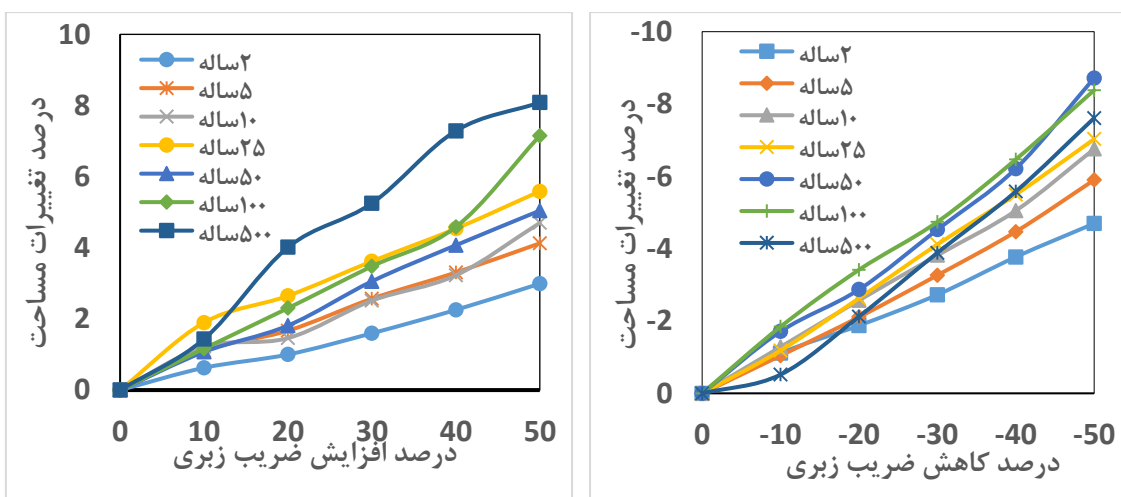 درصد تغییرات مساحت
10
8
6
4
2
0
۲ساله
۵ساله
۱۰ساله
۲۵ساله
۵۰ساله
۱۰۰ساله
۵۰۰ساله
0 10 20 30 40 50
درصد افزایش ضریب زبری
درصد تغییرات مساحت
-10
-8
-6
-4
-2
0
۲ساله
۵ساله
۱۰ساله
۲۵ساله
۵۰ساله
۱۰۰ساله
۵۰۰ساله
0 -10 -20 -30 -40 -50
درصد کاهش ضریب زبری